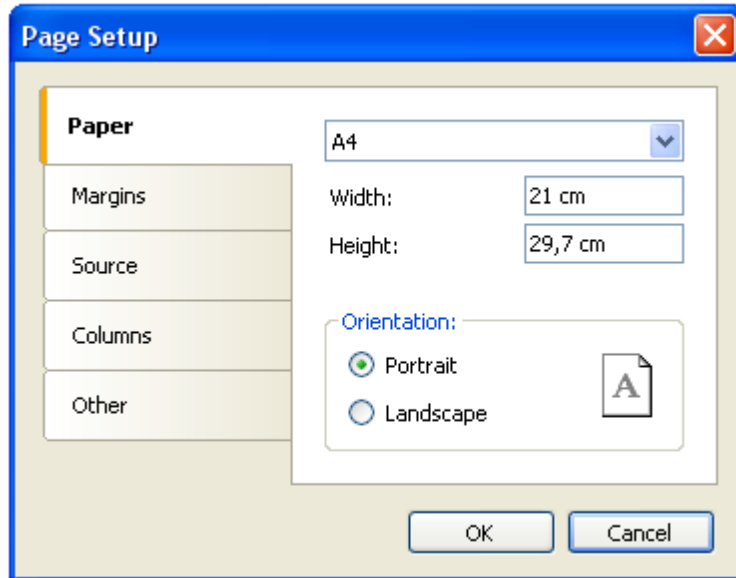 Page Setup
Paper
A4
Margins
Width:
21 cm
Height:
29,7 cm
Source
Columns
Orientation:
Portrait
A
Other
Landscape
OK
Cancel